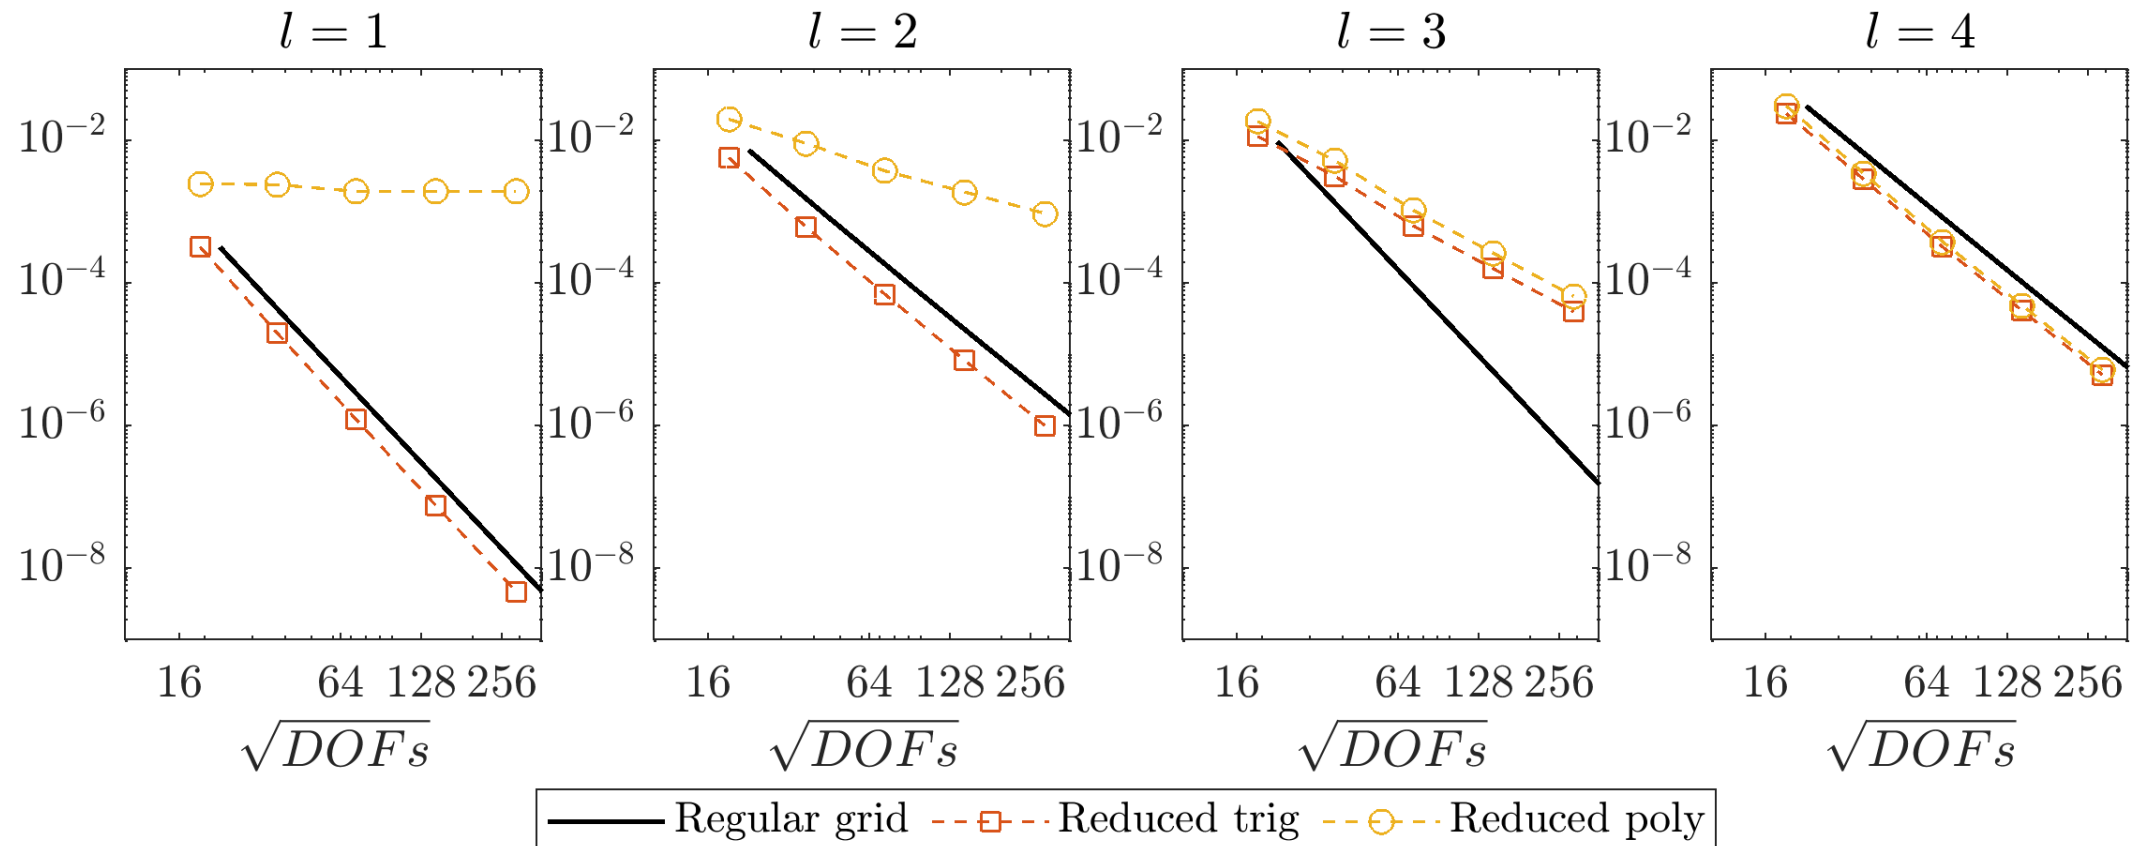 l = 1 l = 2 l = 3 l = 4
10^{-2} 10^{-2} 10^{-2} 10^{-2}
10^{-4} 10^{-4} 10^{-4} 10^{-4}
10^{-6} 10^{-6} 10^{-6} 10^{-6}
10^{-8} 10^{-8} 10^{-8} 10^{-8}
16 64 128 256 16 64 128 256 16 64 128 256 16 64 128 256
√DOFs √DOFs √DOFs √DOFs
Regular grid Reduced trig Reduced poly